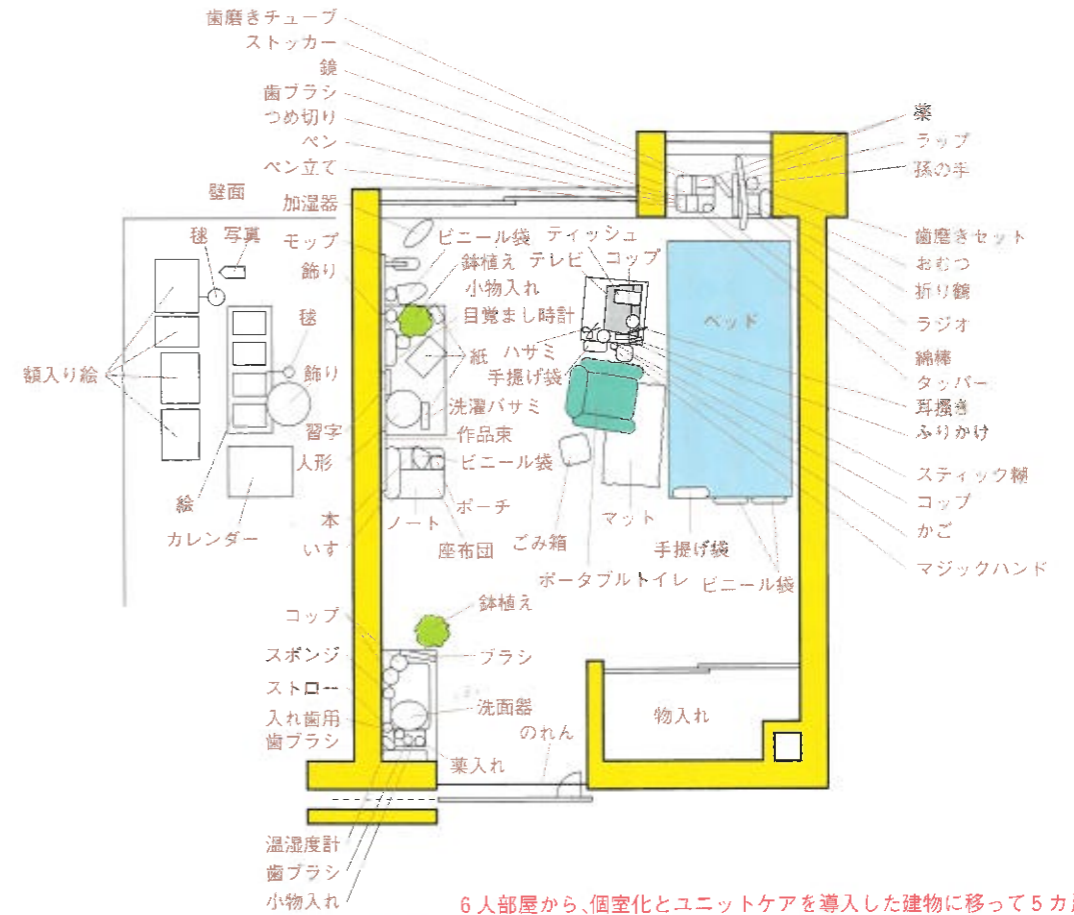 歯磨きチューブ
ストッカー
鏡
歯ブラシ
つめ切り
ペン
ペン立て
加湿器
モップ
飾り
壁面
毬
写真
毬
飾り
額入り絵
習字
人形
絵
カレンダー
本
いす
ビニール袋
ティッシュ
鉢植え
テレビ
コップ
小物入れ
目覚まし時計
紙
ハサミ
手提げ袋
洗濯バサミ
作品束
ビニール袋
ポーチ
ノート
座布団
ごみ箱
マット
ポータブルトイレ
手提げ袋
ビニール袋
ベッド
薬
ラップ
孫の手
歯磨きセット
おむつ
折り鶴
ラジオ
綿棒
タッパー
耳掻き
ふりかけ
スティック糊
コップ
かご
マジックハンド
鉢植え
コップ
スポンジ
ブラシ
ストロー
入れ歯用
歯ブラシ
洗面器
のれん
薬入れ
物入れ
温湿度計
歯ブラシ
小物入れ
6人部屋から、個室化とユニットケアを導入した建物に移って5カ